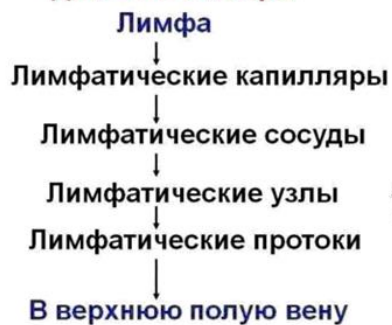 Лимфа
Лимфатические капилляры
Лимфатические сосуды
Лимфатические узлы
Лимфатические протоки
В верхнюю полую вену